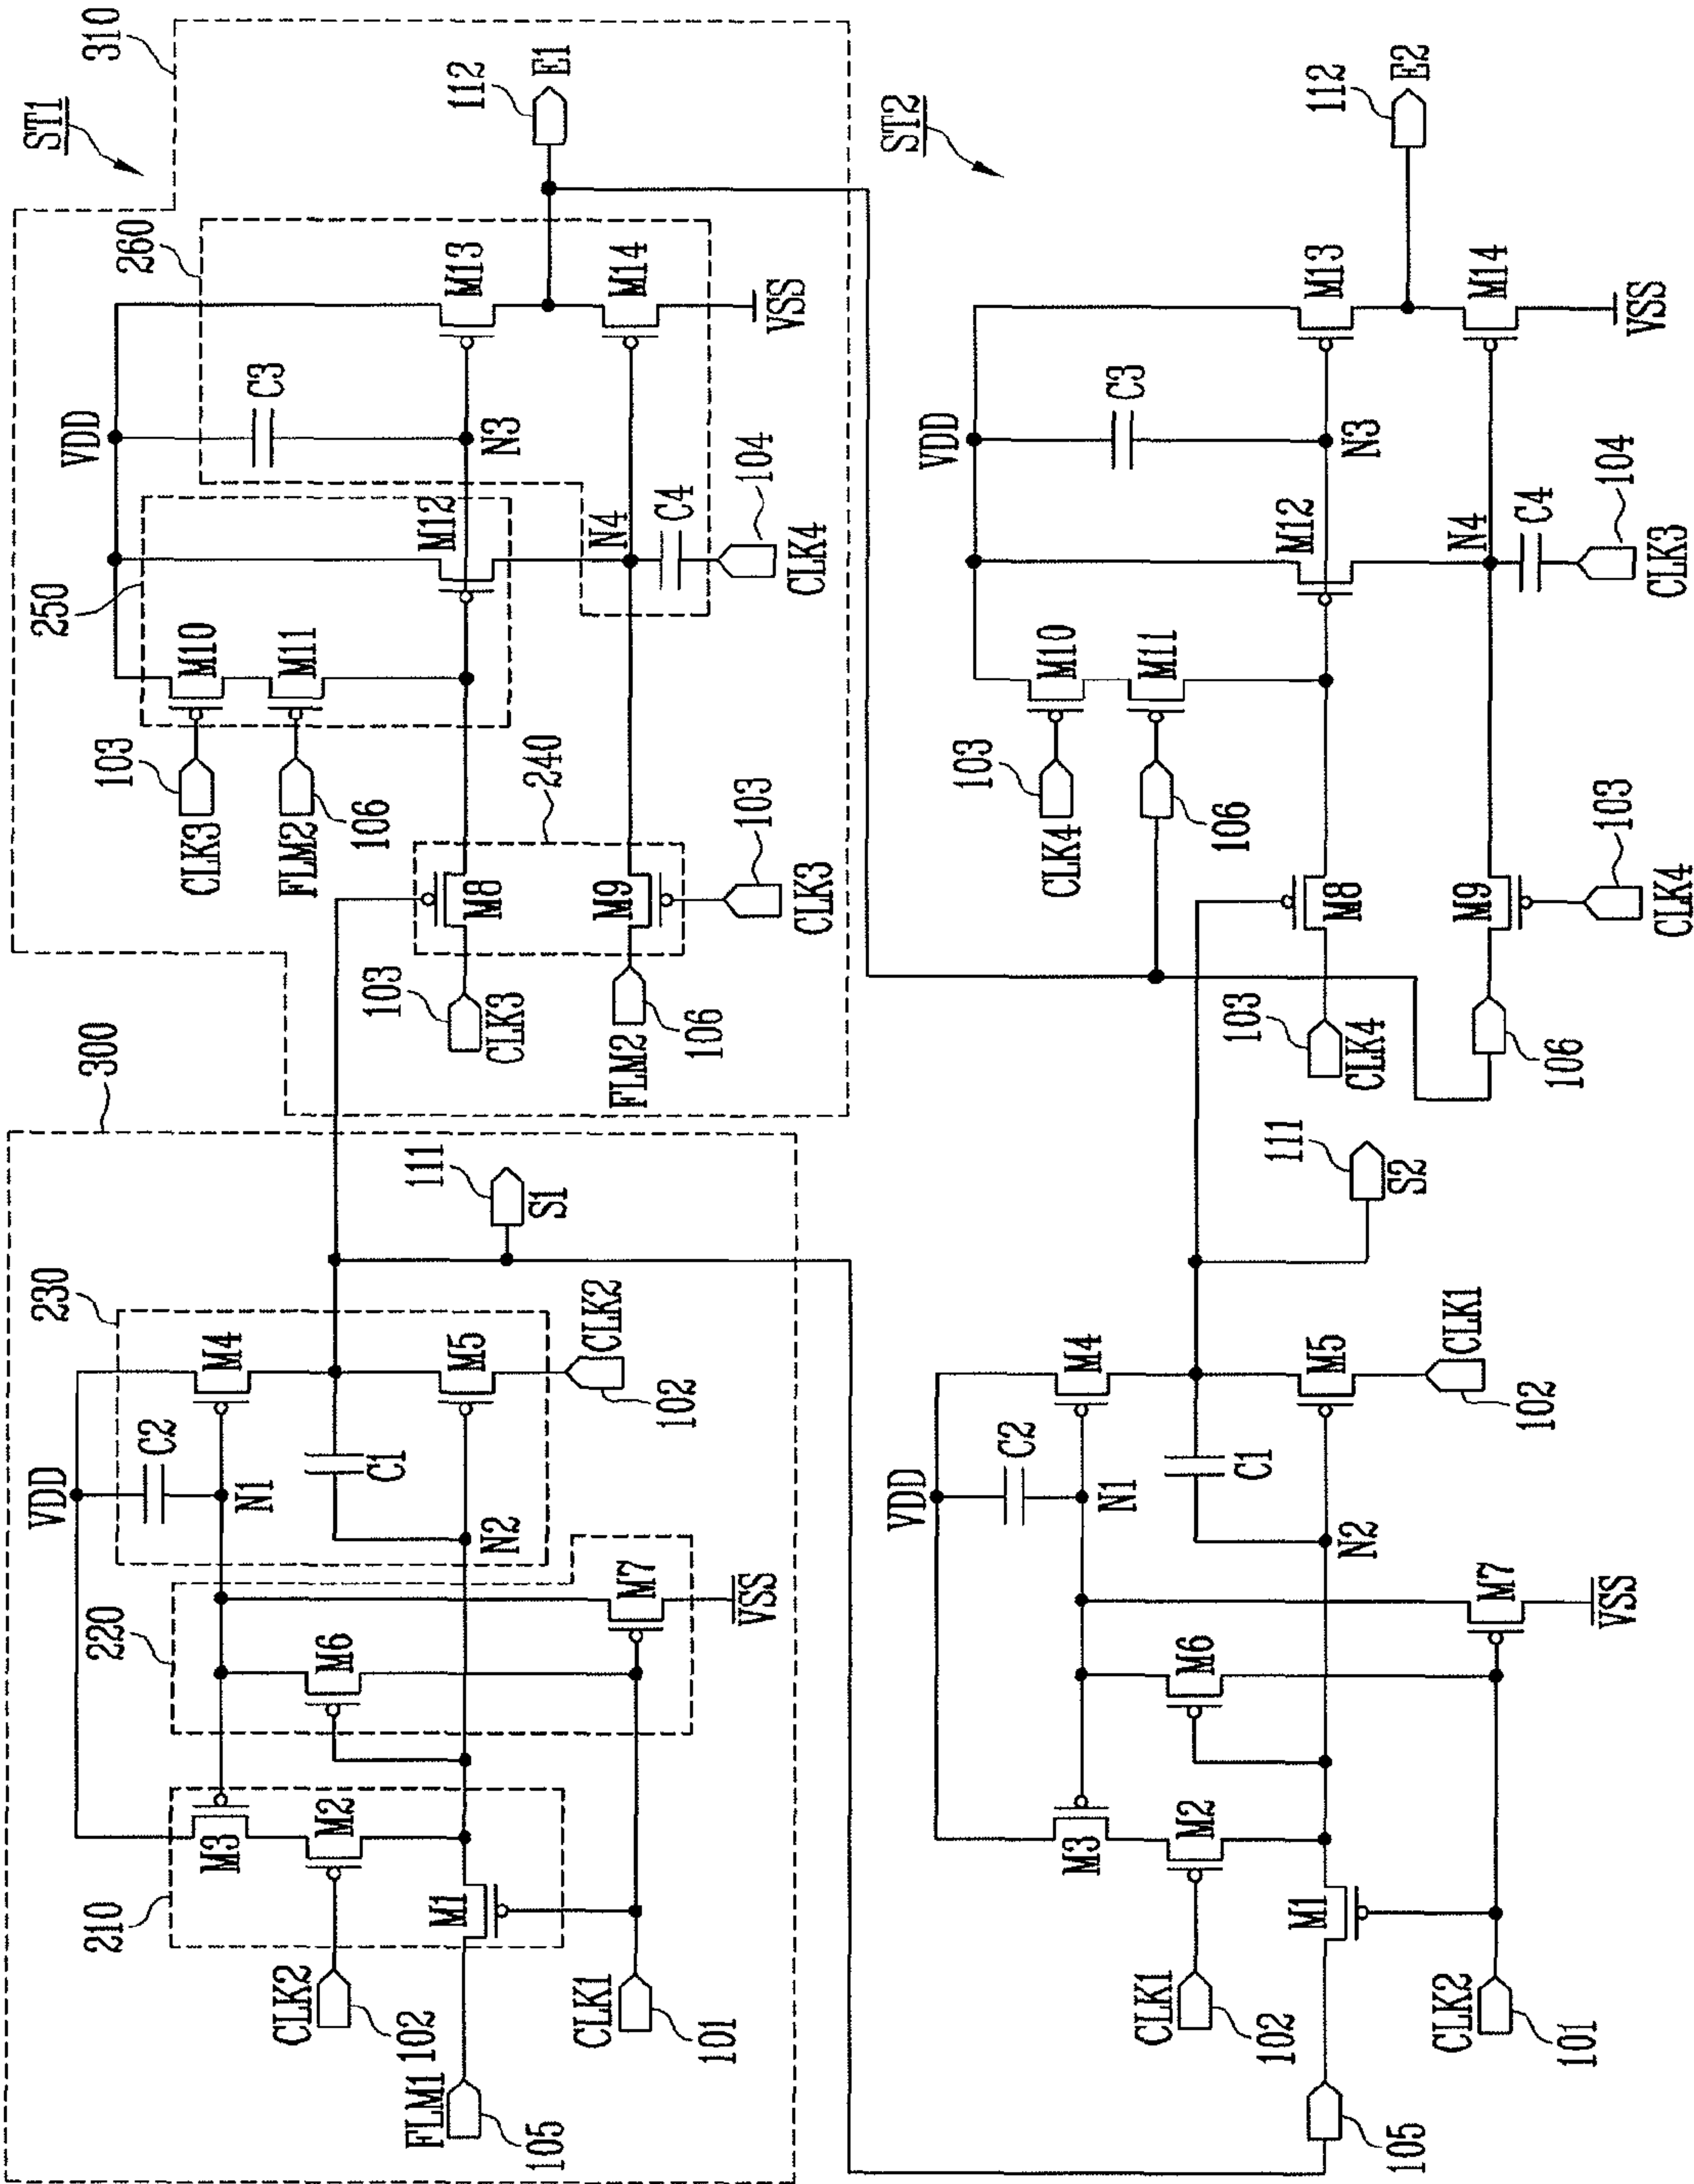 ST1
310
300
VDD
250
260
CLK3
103
M10
FLM2
106
M11
M12
C3
M13
112
E1
230
VDD
C2
M4
220
N1
210
M3
M6
CLK2
102
M2
C1
111
S1
103
CLK3
M8
240
N3
M14
VSS
FLM1
105
M1
N2
M5
CLK2
102
FLM2
106
M9
103
CLK3
N4
C4
104
CLK4
CLK1
101
M7
VSS
ST2
VDD
CLK4
103
M10
106
M11
M12
C3
M13
112
E2
VDD
C2
M4
N1
M3
M6
CLK1
102
M2
C1
111
S2
103
CLK4
M8
N3
M14
VSS
105
M1
N2
M5
CLK1
102
106
M9
103
CLK4
N4
C4
104
CLK3
CLK2
101
M7
VSS